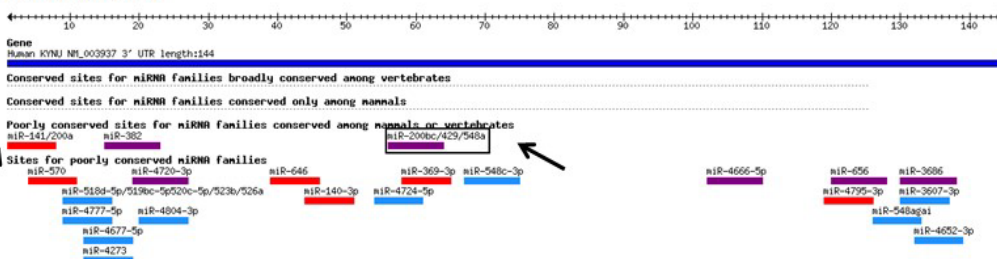 10 20 30 40 50 60 70 80 90 100 110 120 130 140
Gene
Human KYNU NM_003937 3' UTR length:144
Conserved sites for miRNA families broadly conserved among vertebrates
Conserved sites for miRNA families conserved only among mammals
Poorly conserved sites for miRNA families conserved among mammals or vertebrates
miR-141/200a miR-382 miR-200bc/429/548a
Sites for poorly conserved miRNA families
miR-570 miR-4720-3p miR-646 miR-369-3p miR-548c-3p miR-4666-5p miR-656 miR-3686
miR-518d-5p/519bc-5p520c-5p/523b/526a miR-140-3p miR-4724-5p miR-4795-3p miR-3607-3p
miR-4777-5p miR-4804-3p miR-548agai
miR-4677-5p miR-4652-3p
miR-4273